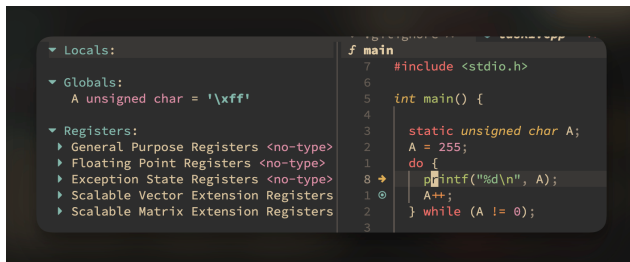 Locals:
Globals:
A unsigned char = '\xff'
Registers:
General Purpose Registers <no-type>
Floating Point Registers <no-type>
Exception State Registers <no-type>
Scalable Vector Extension Registers
Scalable Matrix Extension Registers
f main
7 #include <stdio.h>
6
5 int main() {
4
3 static unsigned char A;
2 A = 255;
1 do {
8 printf("%d\n", A);
1 A++;
2 } while (A != 0);
3